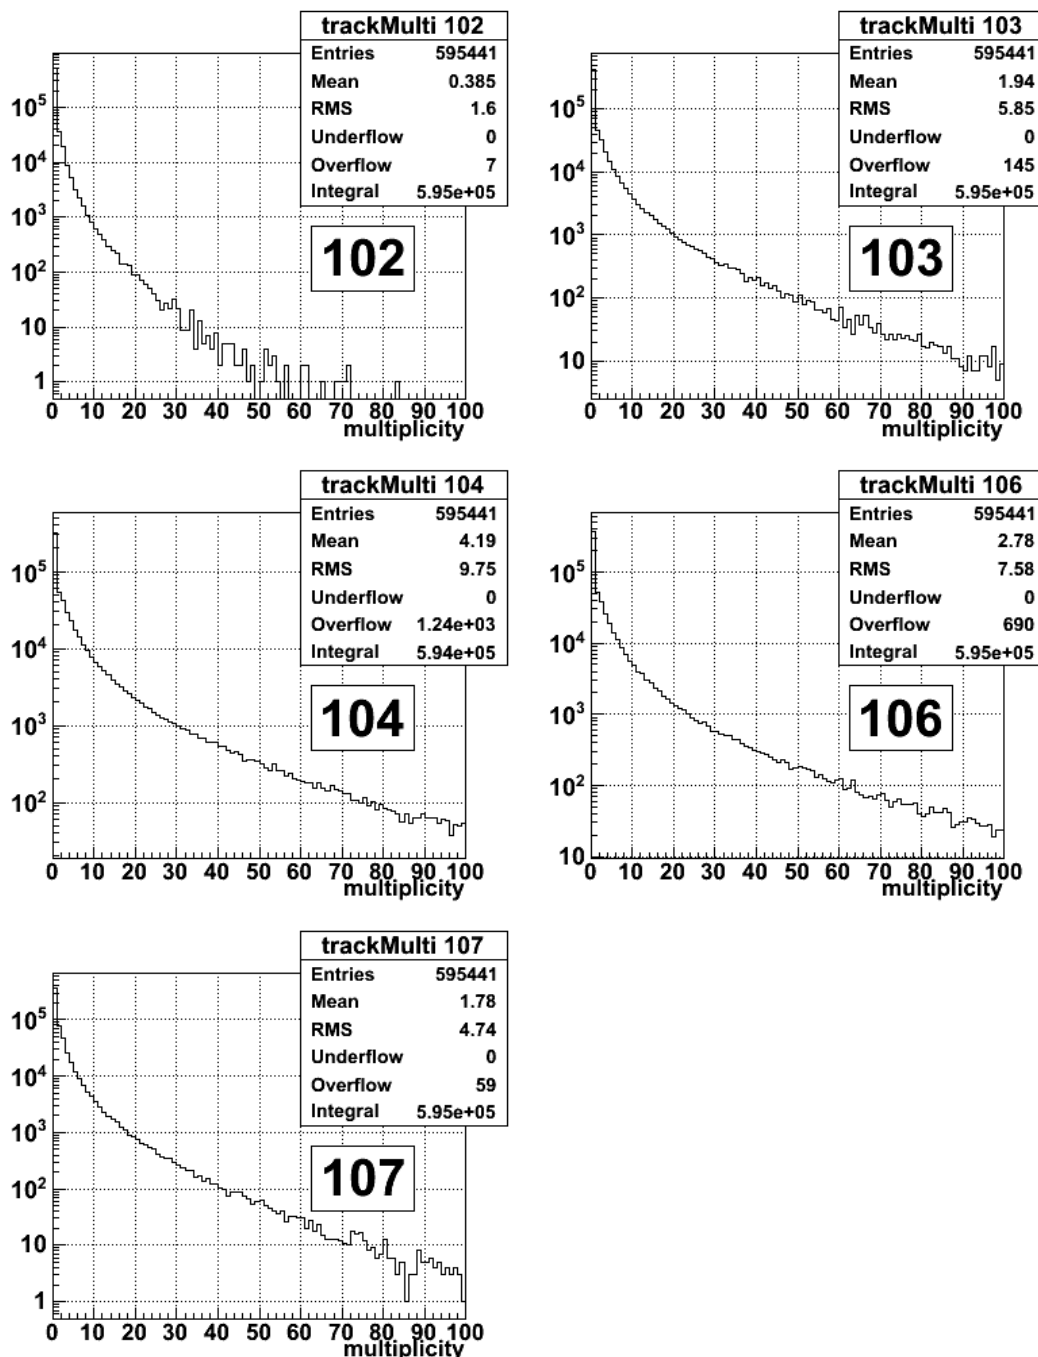 trackMulti 102
Entries 595441
Mean 0.385
RMS 1.6
Underflow 0
Overflow 7
Integral 5.95e+05
102
10^5
10^4
10^3
10^2
10
1
0 10 20 30 40 50 60 70 80 90 100
multiplicity
trackMulti 103
Entries 595441
Mean 1.94
RMS 5.85
Underflow 0
Overflow 145
Integral 5.95e+05
103
10^5
10^4
10^3
10^2
10
0 10 20 30 40 50 60 70 80 90 100
multiplicity
trackMulti 104
Entries 595441
Mean 4.19
RMS 9.75
Underflow 0
Overflow 1.24e+03
Integral 5.94e+05
104
10^5
10^4
10^3
10^2
0 10 20 30 40 50 60 70 80 90 100
multiplicity
trackMulti 106
Entries 595441
Mean 2.78
RMS 7.58
Underflow 0
Overflow 690
Integral 5.95e+05
106
10^5
10^4
10^3
10^2
10
0 10 20 30 40 50 60 70 80 90 100
multiplicity
trackMulti 107
Entries 595441
Mean 1.78
RMS 4.74
Underflow 0
Overflow 59
Integral 5.95e+05
107
10^5
10^4
10^3
10^2
10
1
0 10 20 30 40 50 60 70 80 90 100
multiplicity